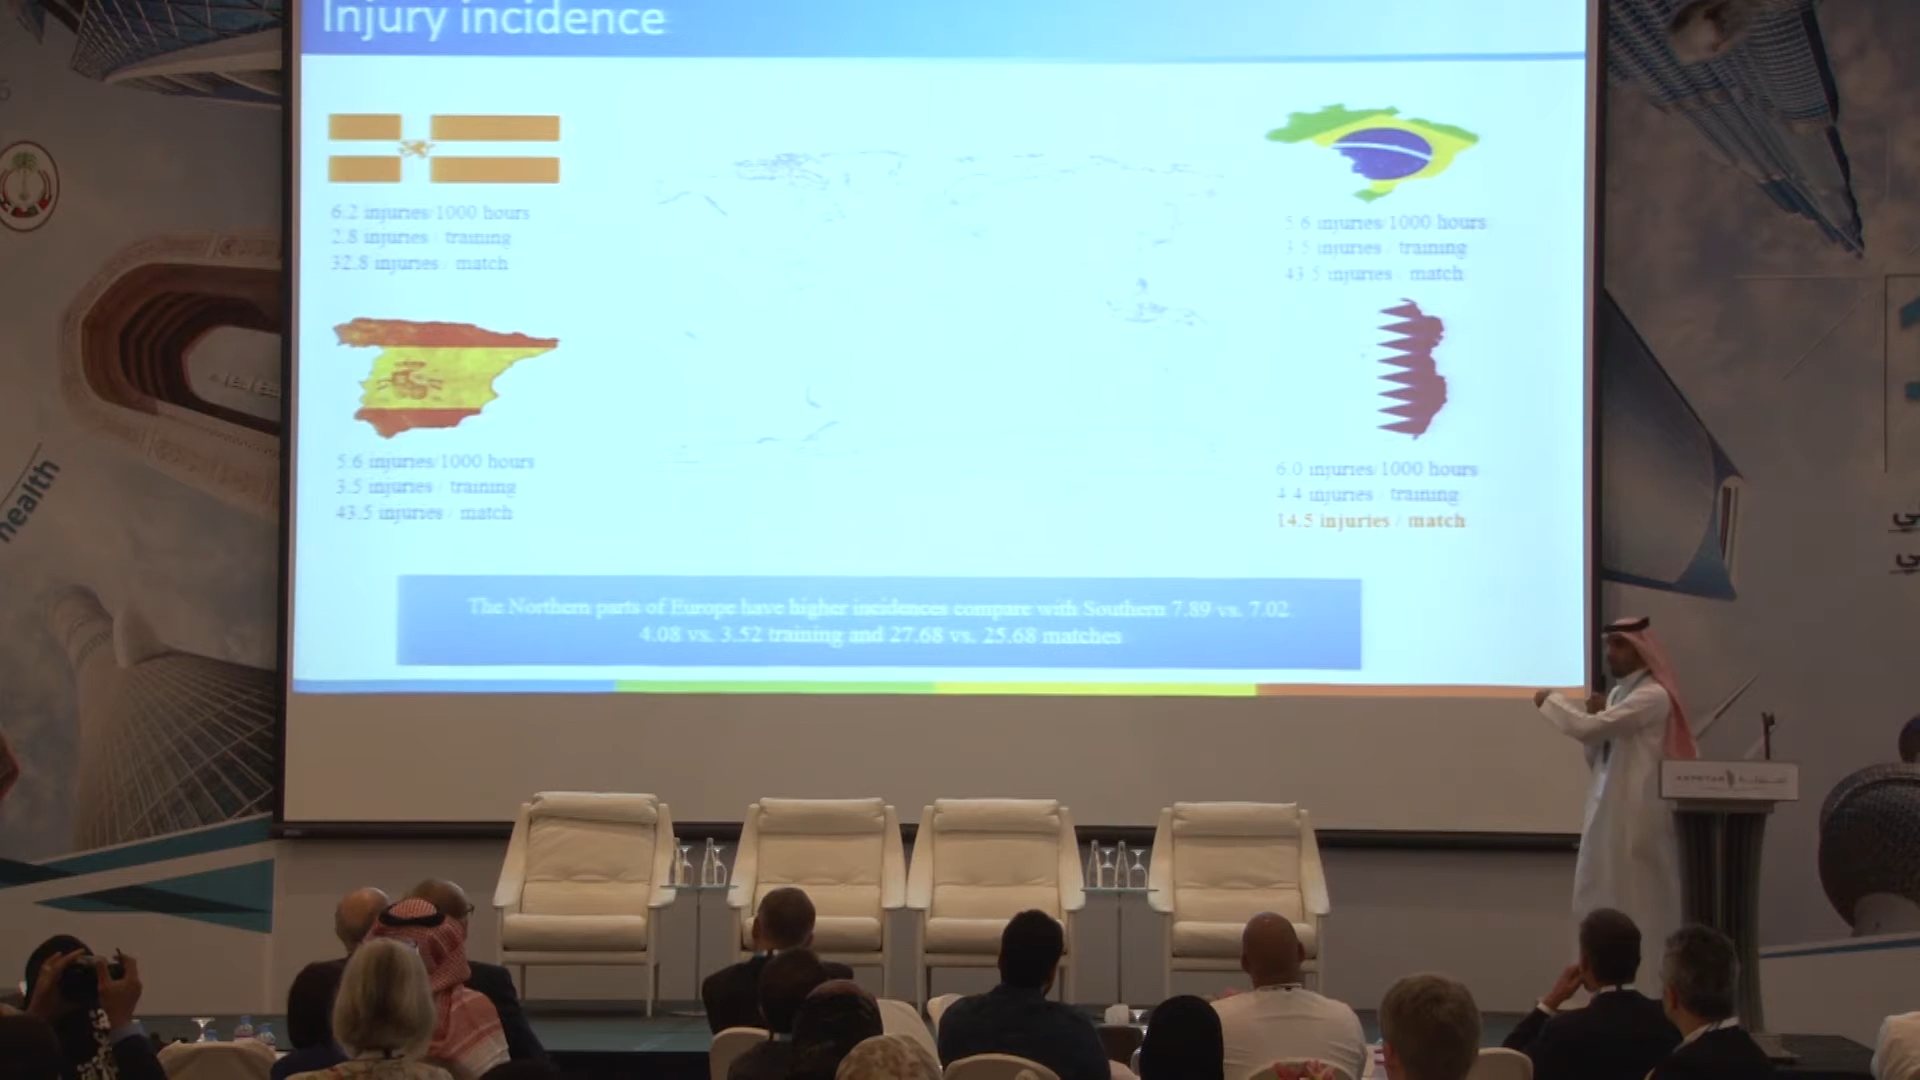 Injury incidence
6.2 injuries/1000 hours
2.8 injuries / training
32.8 injuries / match
5.6 injuries/1000 hours
3.5 injuries / training
43.5 injuries / match
5.6 injuries/1000 hours
3.5 injuries / training
43.5 injuries / match
6.0 injuries/1000 hours
4.4 injuries / training
14.5 injuries / match
The Northern parts of Europe have higher incidences compare with Southern 7.89 vs. 7.02.
4.08 vs. 3.52 training and 27.68 vs. 25.68 matches
health
ASPETAR